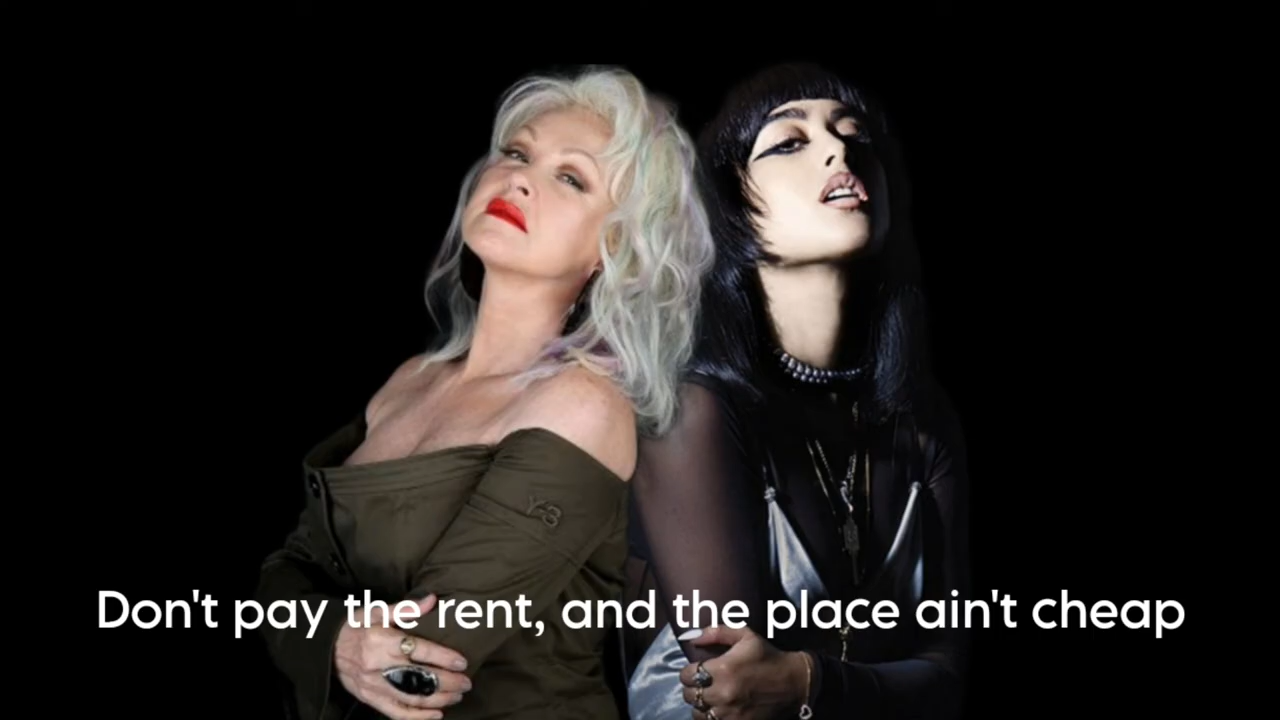 Y-3
Don't pay the rent, and the place ain't cheap